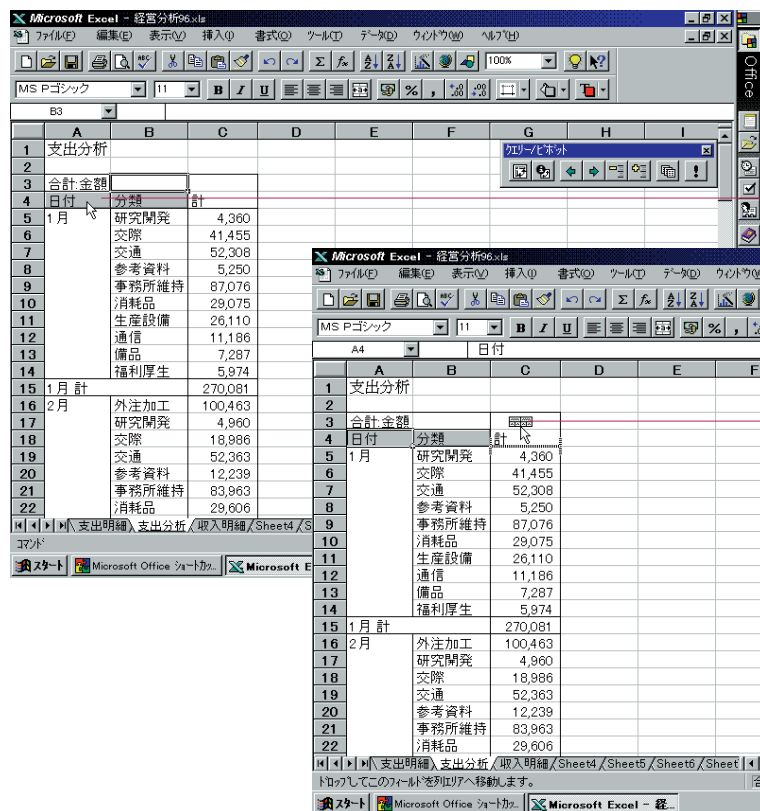 Microsoft Excel - 経営分析96.xls
ファイル(F) 編集(E) 表示(V) 挿入(I) 書式(O) ツール(T) データ(D) ウィンドウ(W) ヘルプ(H)
100%
MS Pゴシック 11 B I U
B3
A B C D E F G H I
クエリー/ピボット
Office
1 支出分析
2
3 合計:金額
4 日付 分類 計
5 1月 研究開発 4,360
6 交際 41,455
7 交通 52,308
8 参考資料 5,250
9 事務所維持 87,076
10 消耗品 29,075
11 生産設備 26,110
12 通信 11,186
13 備品 7,287
14 福利厚生 5,974
15 1月 計 270,081
16 2月 外注加工 100,463
17 研究開発 4,960
18 交際 18,986
19 交通 52,363
20 参考資料 12,239
21 事務所維持 83,963
22 消耗品 29,606
支出明細 支出分析 収入明細 Sheet4 S
コマンド
スタート Microsoft Office ショートカッ... Microsoft E
Microsoft Excel - 経営分析96.xls
ファイル(F) 編集(E) 表示(V) 挿入(I) 書式(O) ツール(T) データ(D) ウィンドウ(W
MS Pゴシック 11 B I U
A4 日付
A B C D E F
1 支出分析
2
3 合計:金額
4 日付 分類 計
5 1月 研究開発 4,360
6 交際 41,455
7 交通 52,308
8 参考資料 5,250
9 事務所維持 87,076
10 消耗品 29,075
11 生産設備 26,110
12 通信 11,186
13 備品 7,287
14 福利厚生 5,974
15 1月 計 270,081
16 2月 外注加工 100,463
17 研究開発 4,960
18 交際 18,986
19 交通 52,363
20 参考資料 12,239
21 事務所維持 83,963
22 消耗品 29,606
支出明細 支出分析 収入明細 Sheet4 Sheet5 Sheet6 Sheet
ドロップしてこのフィールドを列エリアへ移動します。
スタート Microsoft Office ショートカッ... Microsoft Excel - 経...